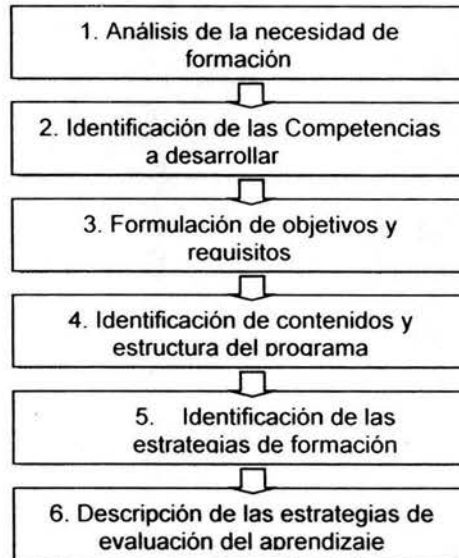 1. Análisis de la necesidad de
formación
2. Identificación de las Competencias
a desarrollar
3. Formulación de objetivos y
requisitos
4. Identificación de contenidos y
estructura del programa
5. Identificación de las
estrategias de formación
6. Descripción de las estrategias de
evaluación del aprendizaje